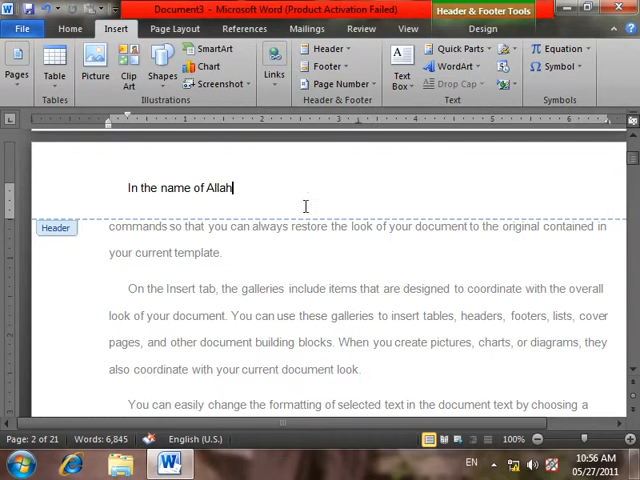 Document3 - Microsoft Word (Product Activation Failed)
Header & Footer Tools
File Home Insert Page Layout References Mailings Review View Design
Pages
Table
Tables
Picture
Clip Art
Shapes
SmartArt
Chart
Screenshot
Illustrations
Links
Header
Footer
Page Number
Header & Footer
Text Box
Quick Parts
WordArt
Drop Cap
Text
Equation
Symbol
Symbols
1 2 3 4 5 6
In the name of Allah
Header
commands so that you can always restore the look of your document to the original contained in
your current template.
On the Insert tab, the galleries include items that are designed to coordinate with the overall
look of your document. You can use these galleries to insert tables, headers, footers, lists, cover
pages, and other document building blocks. When you create pictures, charts, or diagrams, they
also coordinate with your current document look.
You can easily change the formatting of selected text in the document text by choosing a
Page: 2 of 21 Words: 6,845 English (U.S.) 100%
EN
10:56 AM
05/27/2011